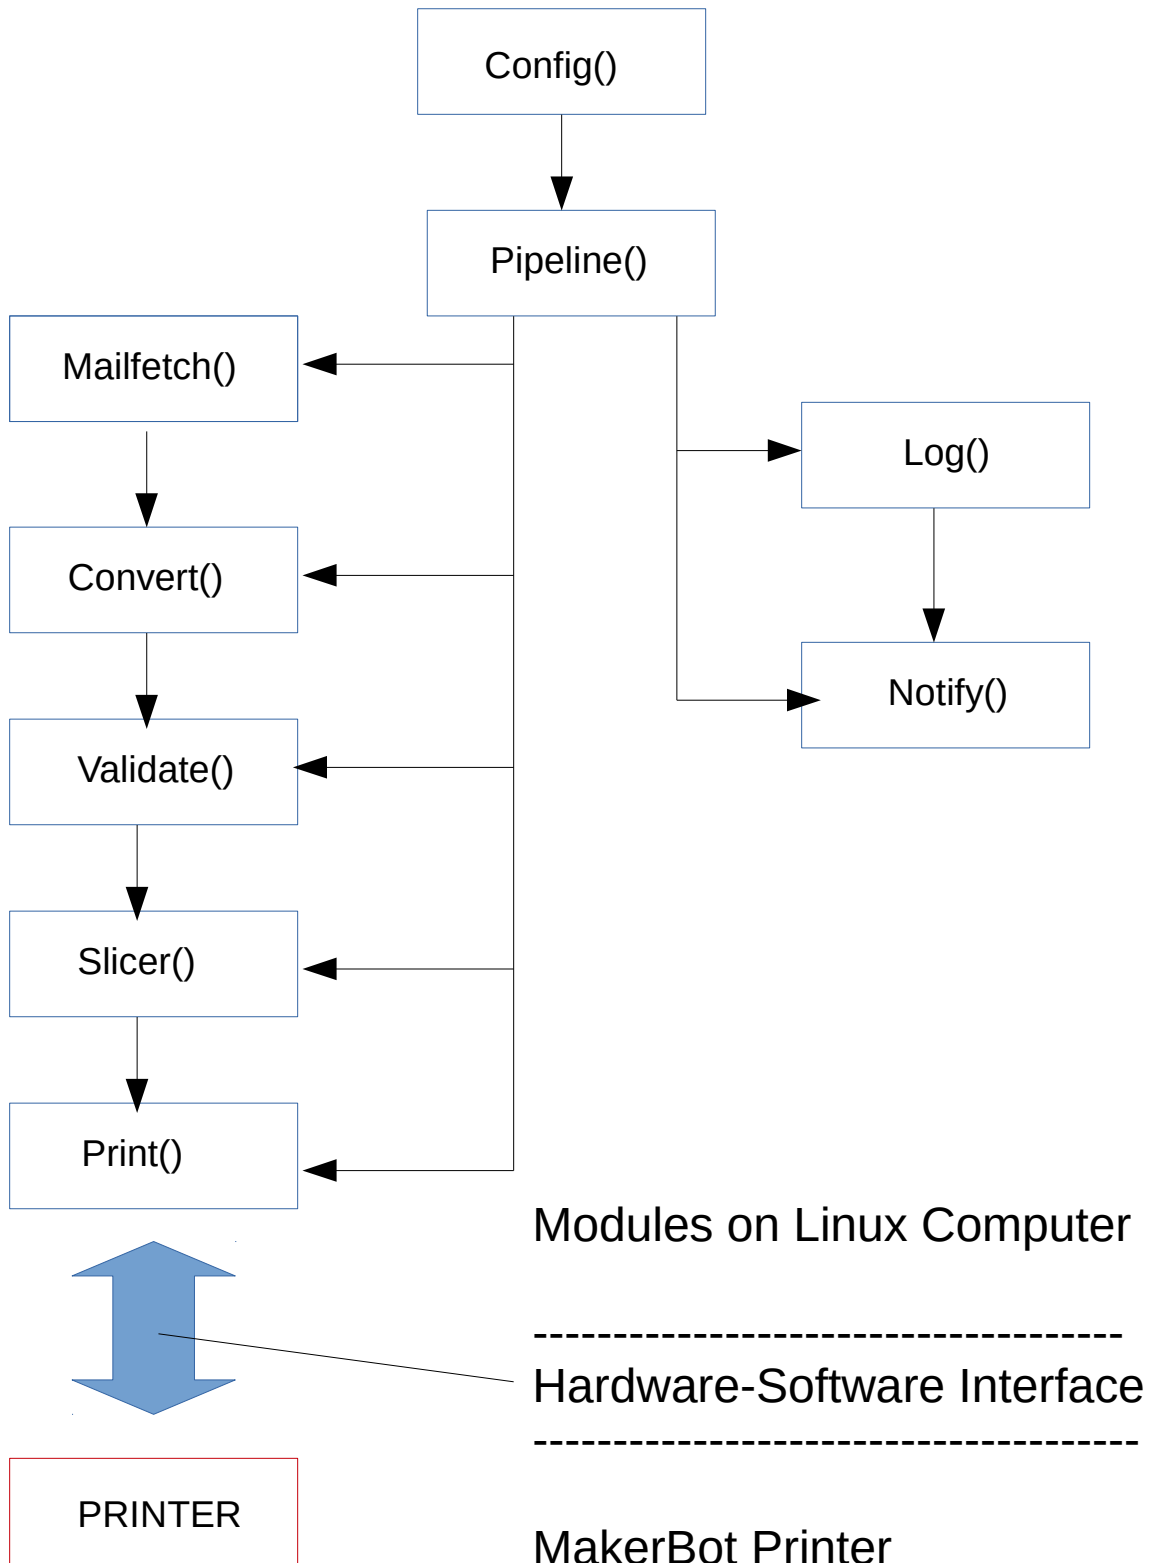 Config()
Pipeline()
Mailfetch()
Log()
Convert()
Notify()
Validate()
Slicer()
Print()
Modules on Linux Computer
-------------------------------------
Hardware-Software Interface
--------------------------------------
PRINTER
MakerBot Printer